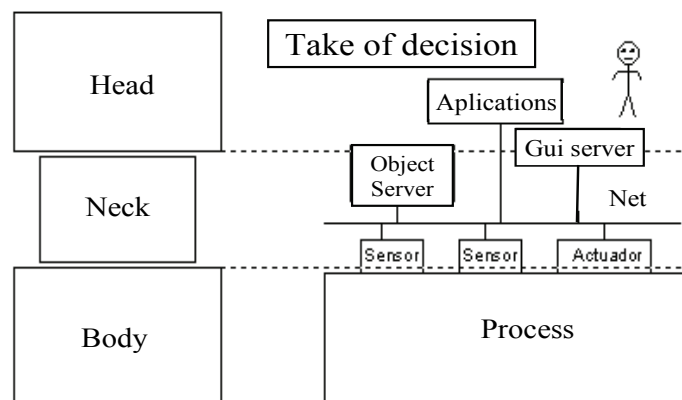 Take of decision
Head
Aplications
Gui server
Object
Server
Neck
Net
Sensor
Sensor
Actuador
Process
Body